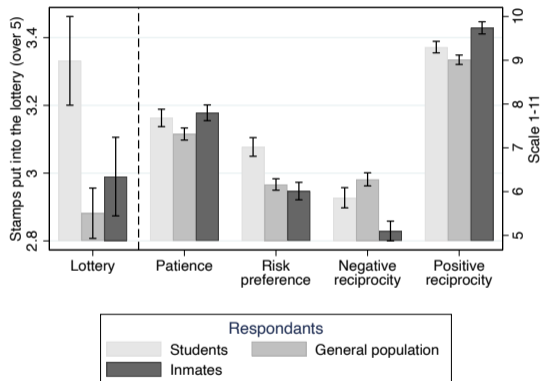 Stamps put into the lottery (over 5)
3.4
3.2
3
2.8
10
9
8
7
6
5
Scale 1-11
Lottery
Patience
Risk
preference
Negative
reciprocity
Positive
reciprocity
Respondants
Students
General population
Inmates